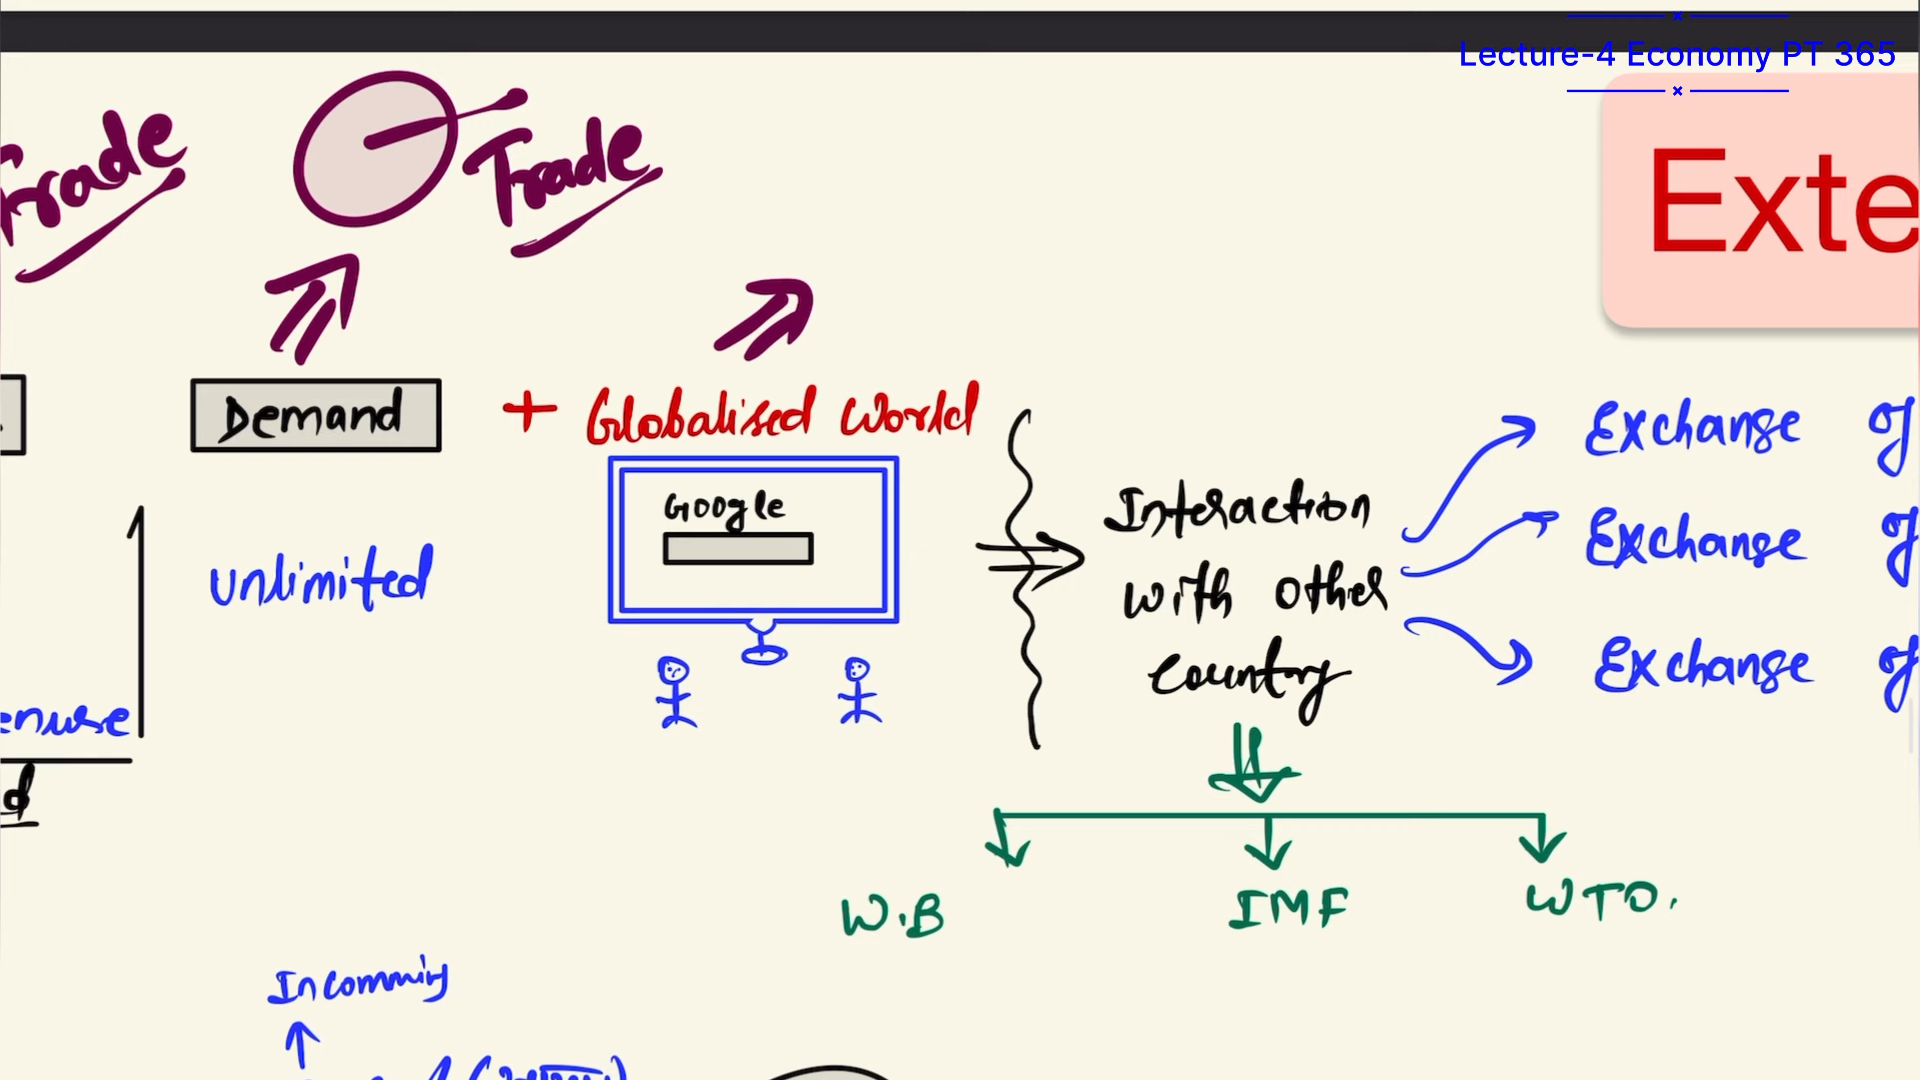 Lecture-4 Economy PT 365
Trade
Trade
Exte
Demand
+ Globalised World
Google
unlimited
Interaction
with other
country
Exchange of
Exchange of
Exchange of
d
W.B
IMF
WTO.
Incomming